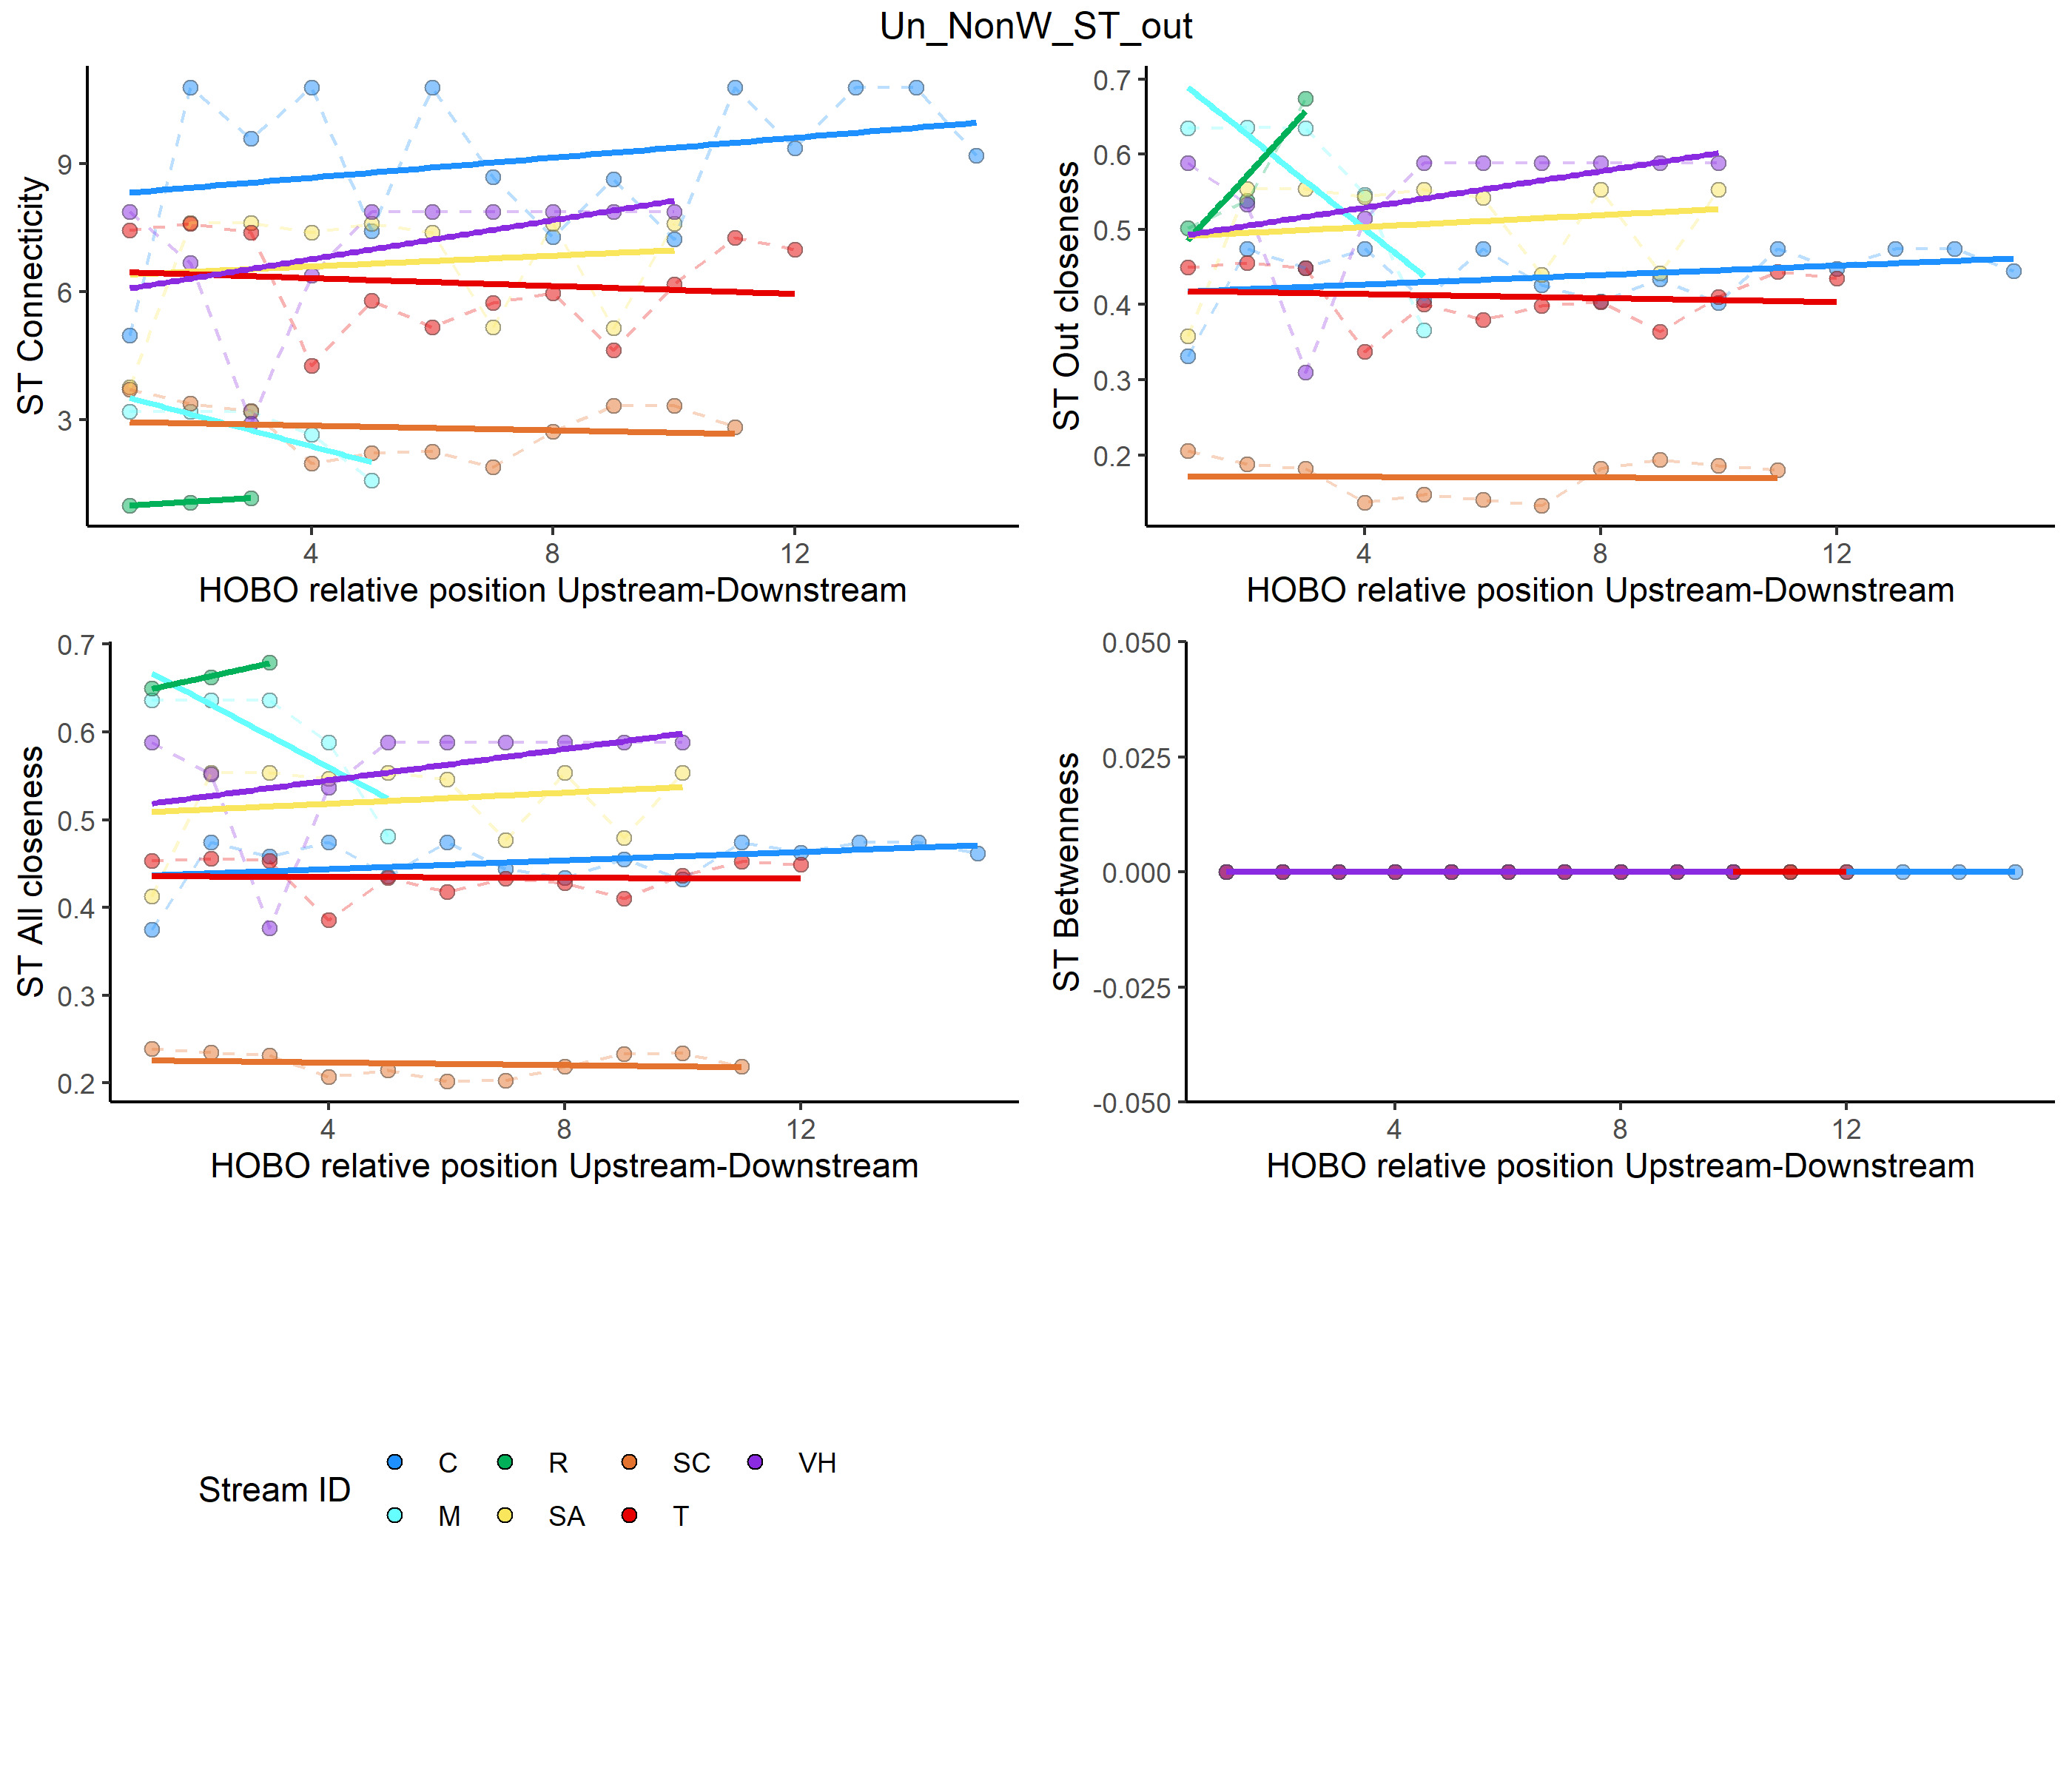 Un_NonW_ST_out
ST Connecticity
9
6
3
4 8 12
HOBO relative position Upstream-Downstream
ST Out closeness
0.7
0.6
0.5
0.4
0.3
0.2
4 8 12
HOBO relative position Upstream-Downstream
ST All closeness
0.7
0.6
0.5
0.4
0.3
0.2
4 8 12
HOBO relative position Upstream-Downstream
ST Betwenness
0.050
0.025
0.000
-0.025
-0.050
4 8 12
HOBO relative position Upstream-Downstream
Stream ID
C R SC VH
M SA T